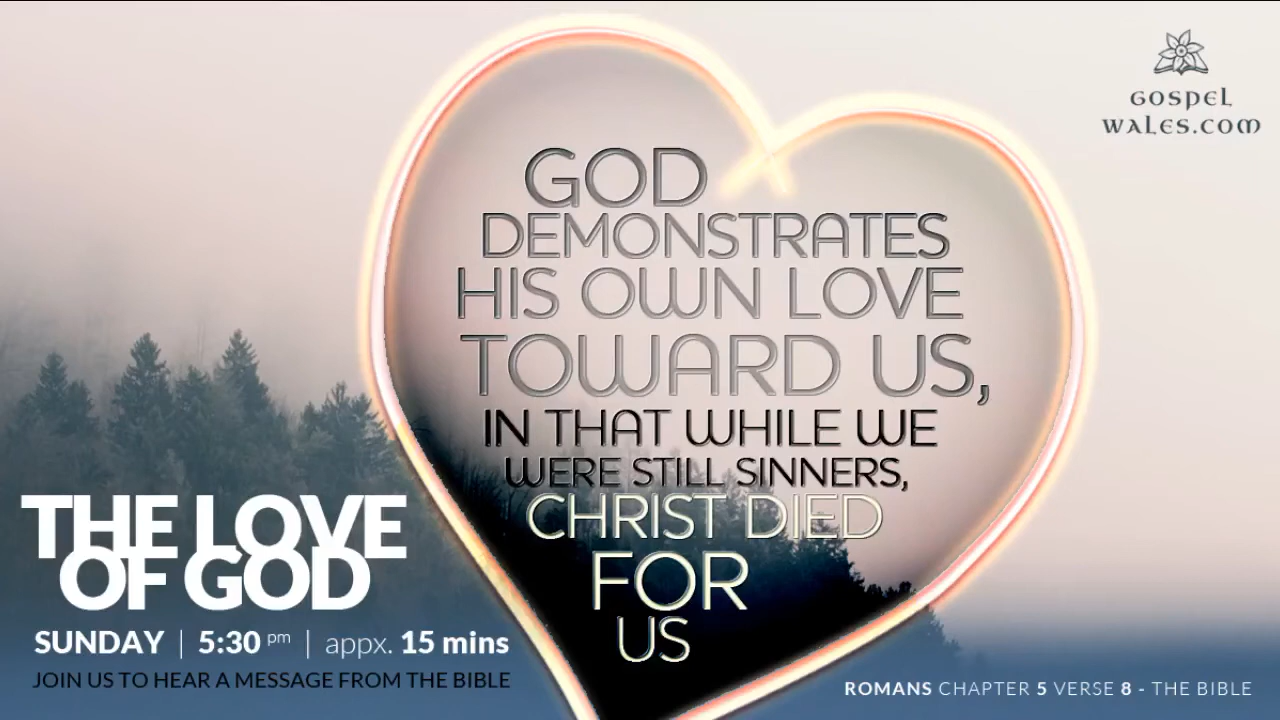 GOSPEL
WALES.COM
GOD
DEMONSTRATES
HIS OWN LOVE
TOWARD US,
IN THAT WHILE WE
WERE STILL SINNERS,
CHRIST DIED
FOR
US
THE LOVE
OF GOD
SUNDAY | 5:30 pm | appx. 15 mins
JOIN US TO HEAR A MESSAGE FROM THE BIBLE
ROMANS CHAPTER 5 VERSE 8 - THE BIBLE